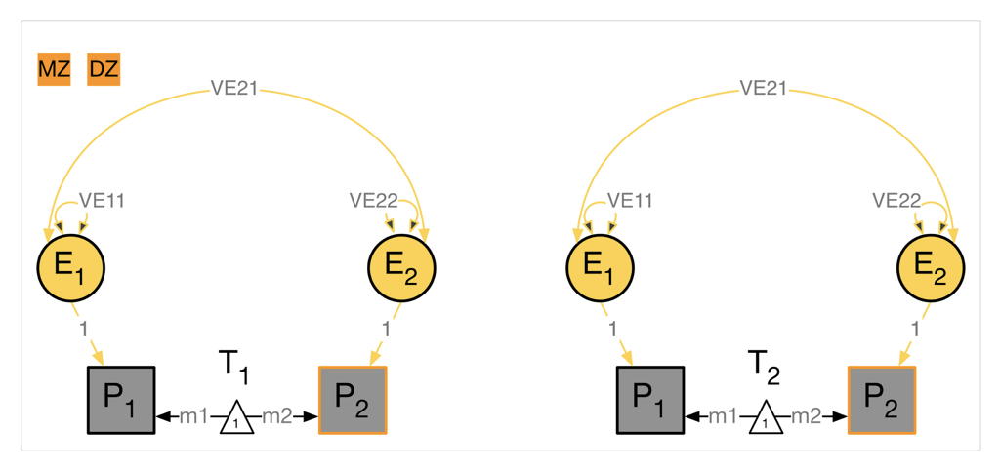 MZ DZ
VE21 VE21
VE11 VE22 VE11 VE22
E1 E2 E1 E2
1 1 1 1
T1 T2
P1 m1 1 m2 P2 P1 m1 1 m2 P2